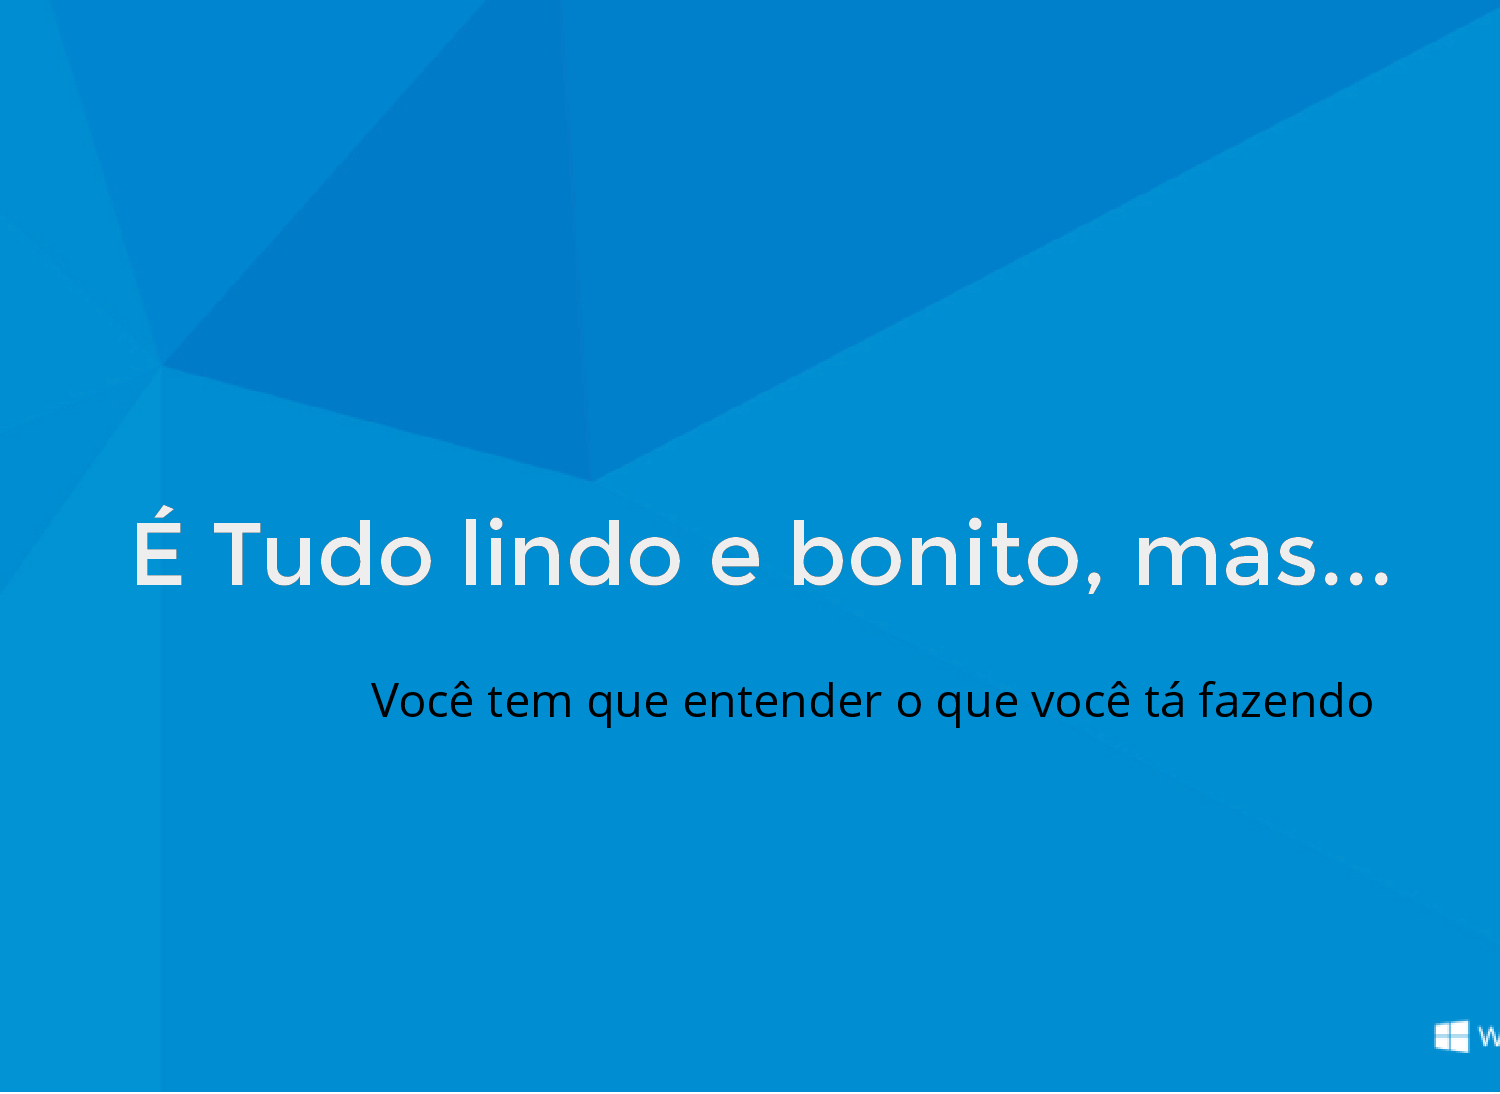 É Tudo lindo e bonito, mas...
Você tem que entender o que você tá fazendo